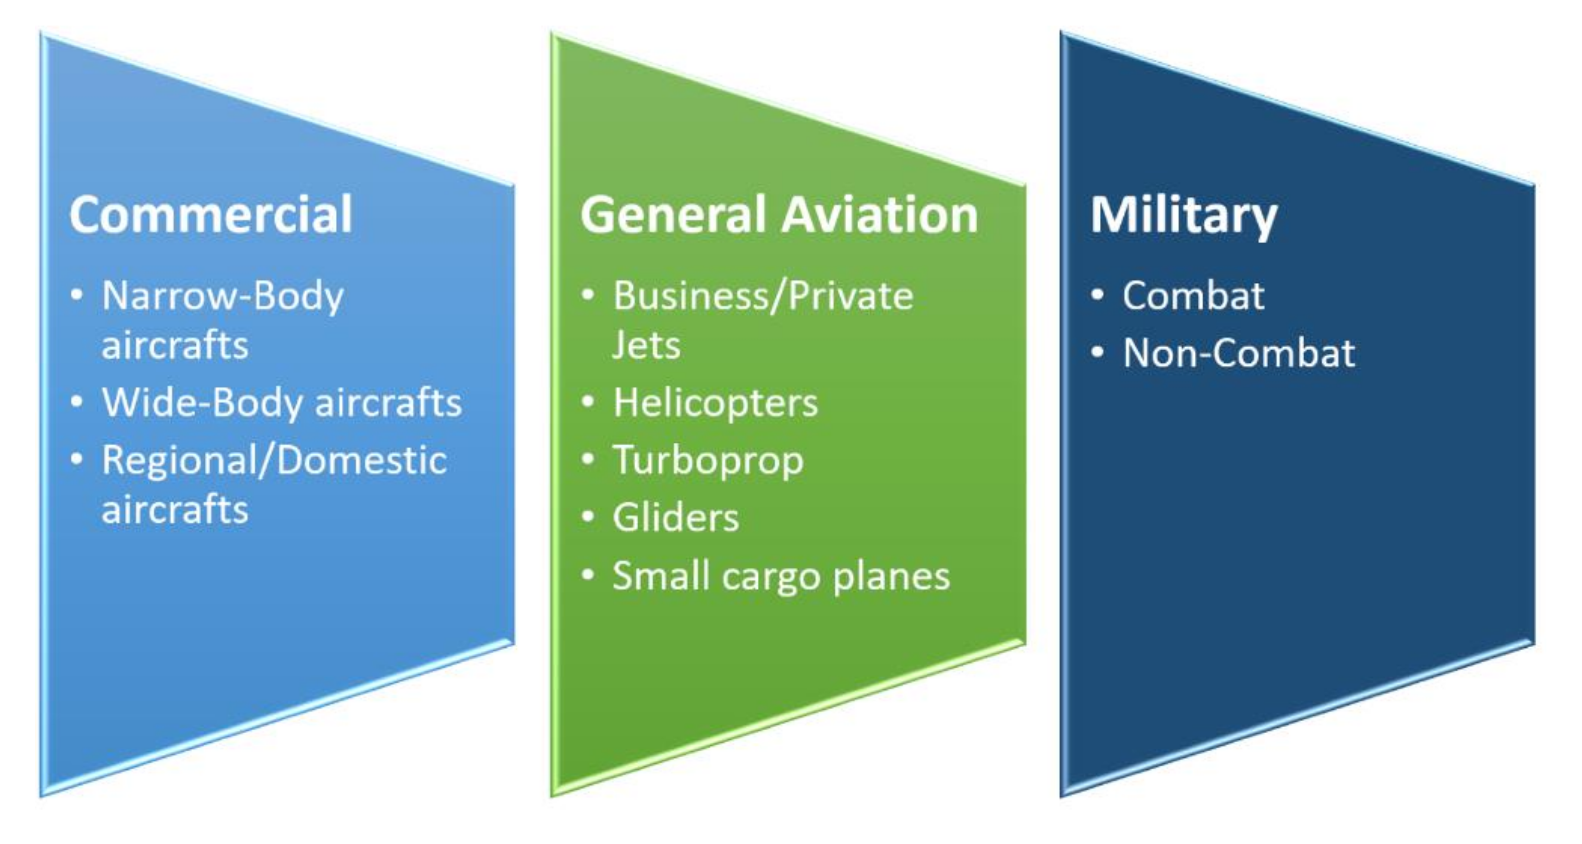 Commercial
• Narrow-Body
aircrafts
• Wide-Body aircrafts
• Regional/Domestic
aircrafts
General Aviation
• Business/Private
Jets
• Helicopters
• Turboprop
• Gliders
• Small cargo planes
Military
• Combat
• Non-Combat